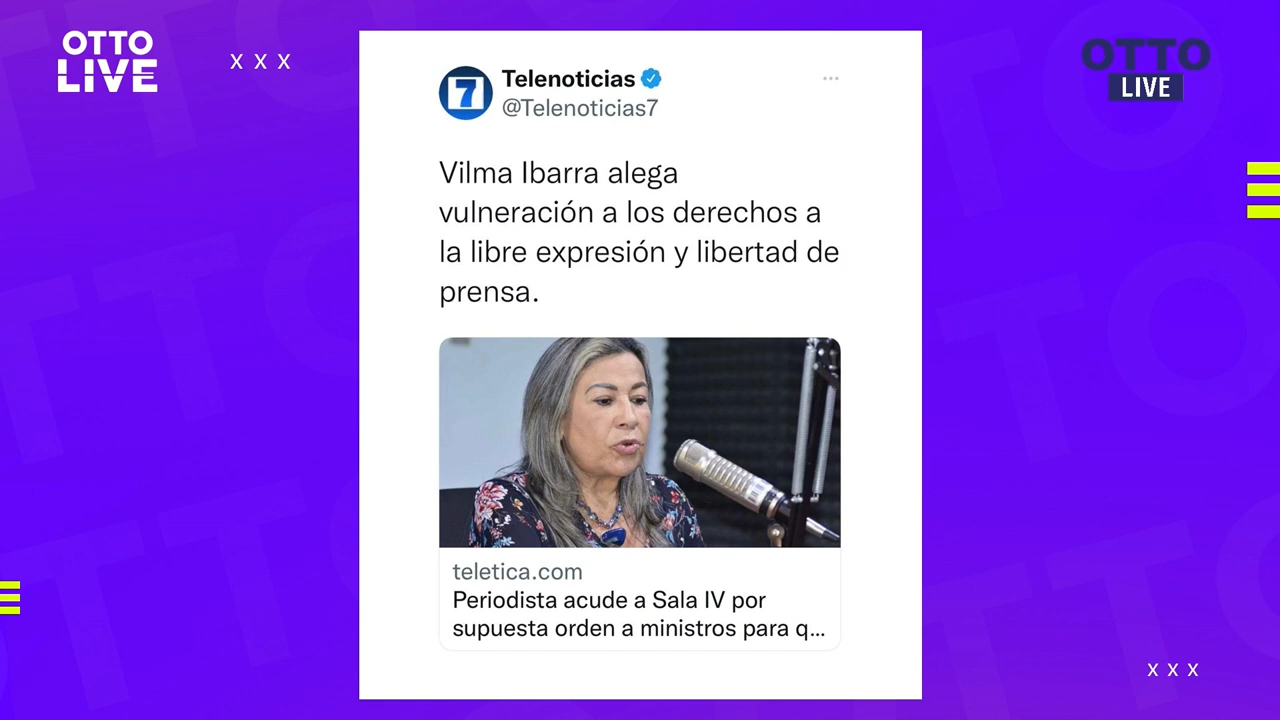 OTTO
LIVE
X X X
OTTO
LIVE
7
Telenoticias
@Telenoticias7
Vilma Ibarra alega
vulneración a los derechos a
la libre expresión y libertad de
prensa.
teletica.com
Periodista acude a Sala IV por
supuesta orden a ministros para q...
X X X